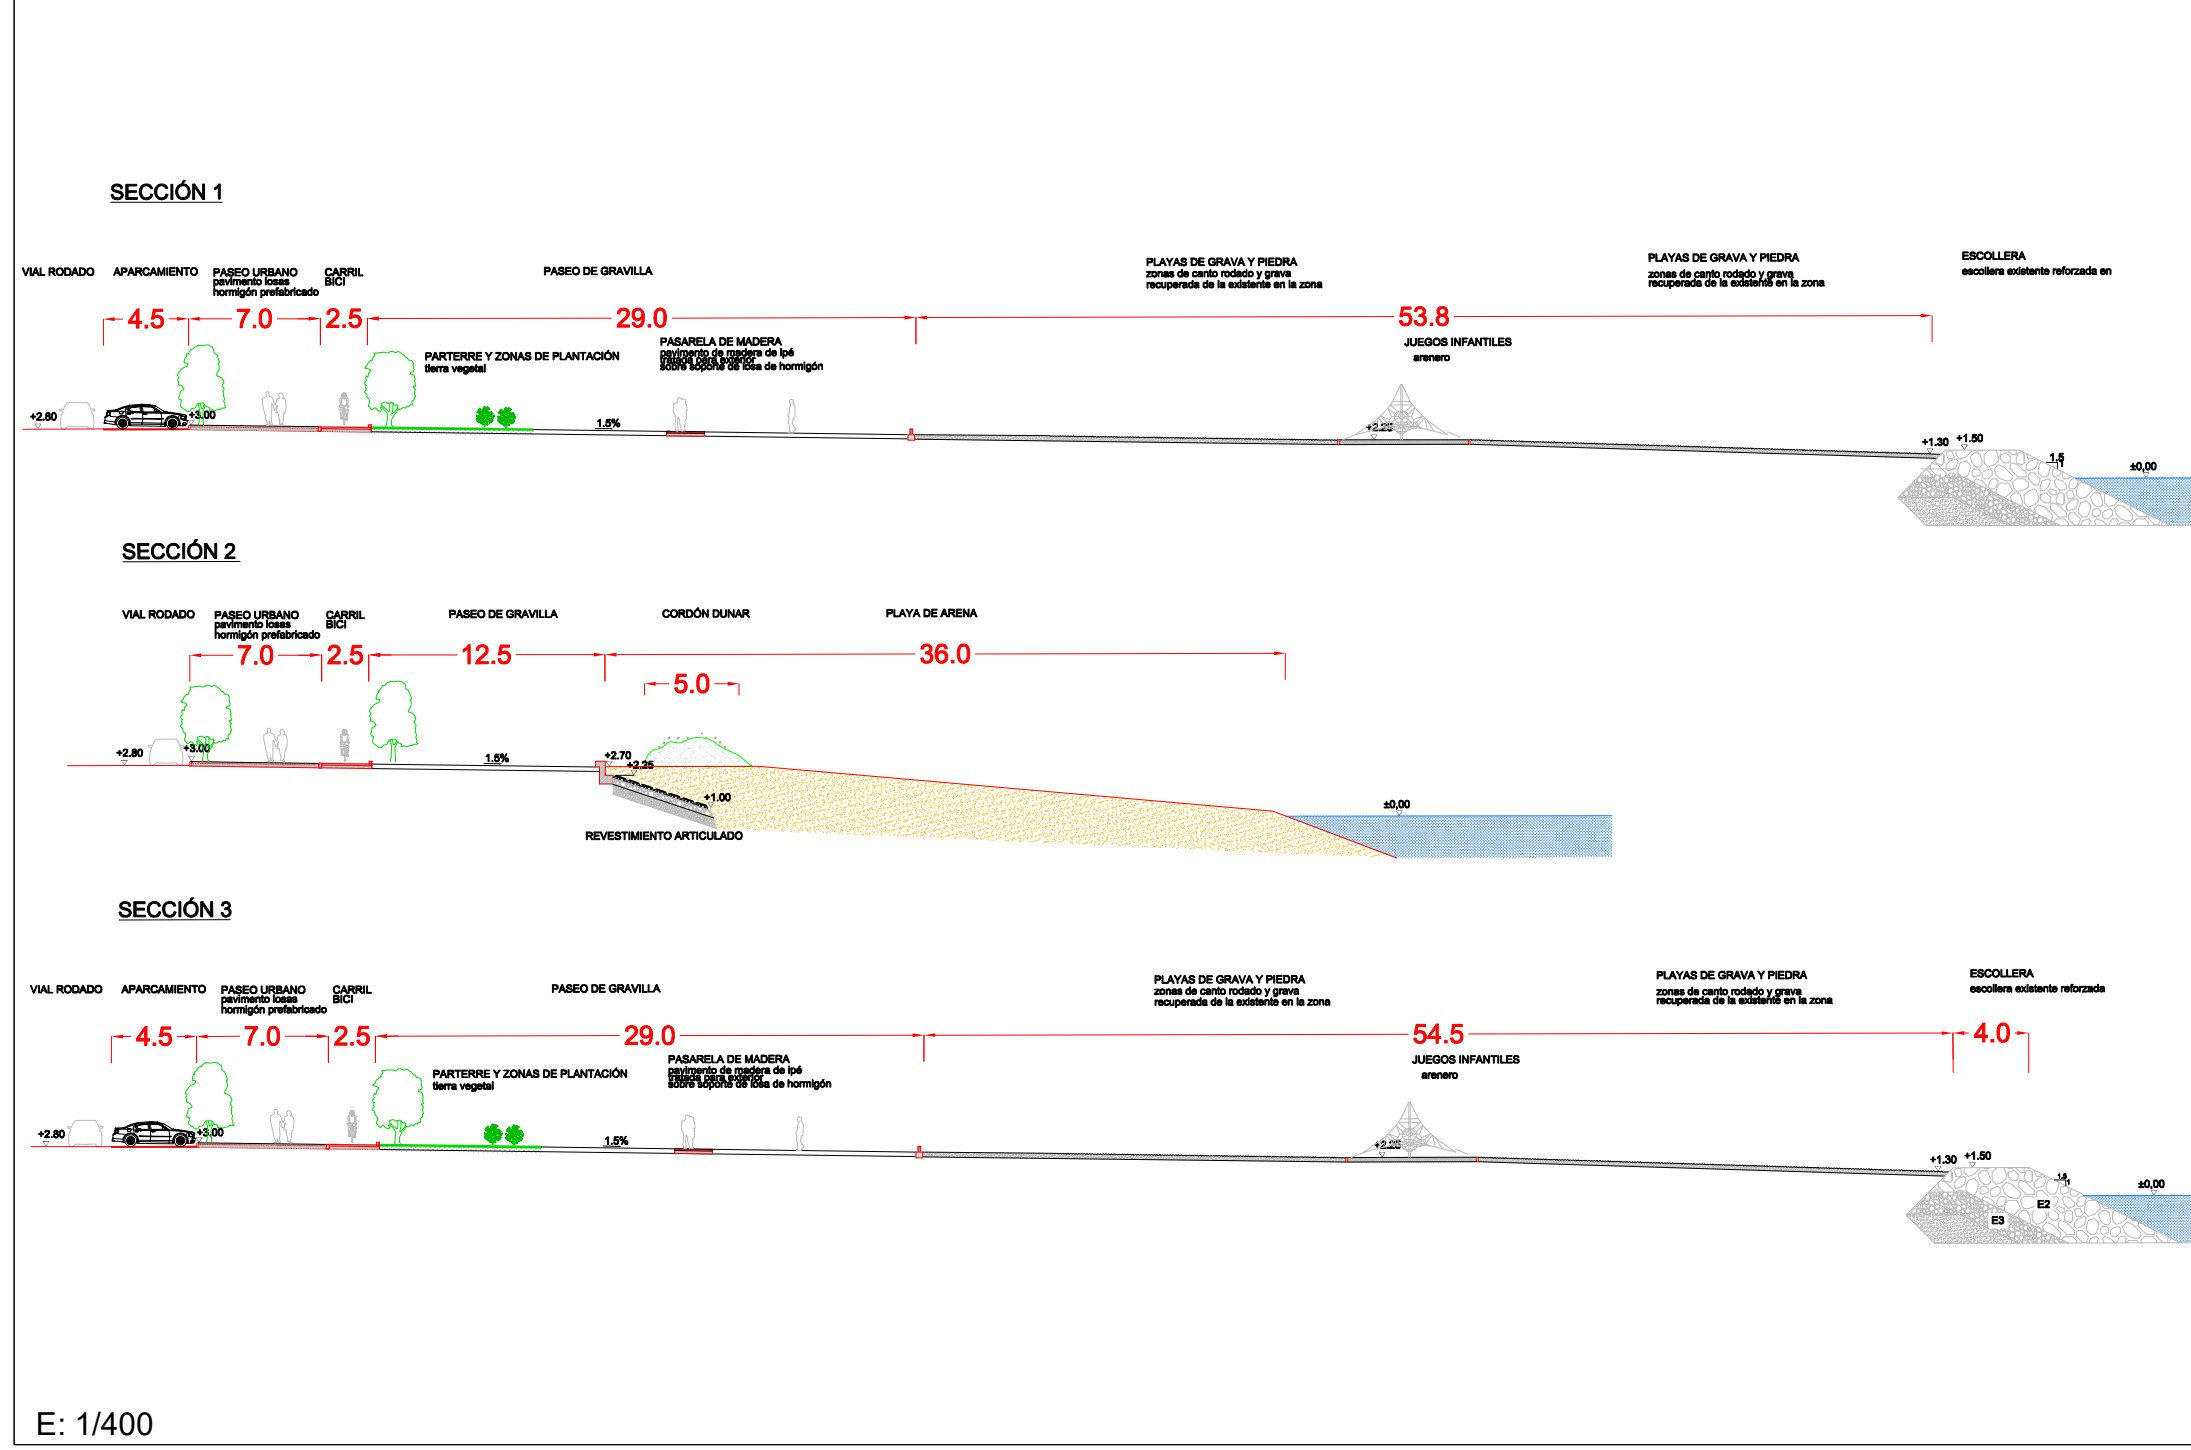 SECCIÓN 1
VIAL RODADO
APARCAMIENTO
PASEO URBANO
pavimento losas
hormigón prefabricado
CARRIL
BICI
PASEO DE GRAVILLA
PLAYAS DE GRAVA Y PIEDRA
zonas de canto rodado y grava
recuperada de la existente en la zona
PLAYAS DE GRAVA Y PIEDRA
zonas de canto rodado y grava
recuperada de la existente en la zona
ESCOLLERA
escollera existente reforzada en
4.5
7.0
2.5
29.0
53.8
PARTERRE Y ZONAS DE PLANTACIÓN
tierra vegetal
PASARELA DE MADERA
pavimento de madera de ipé
tratada para exterior
sobre soporte de losa de hormigón
JUEGOS INFANTILES
arenero
+2.80
+3.00
1.5%
+2.25
+1.30
+1.50
1.5
1
±0,00
SECCIÓN 2
VIAL RODADO
PASEO URBANO
pavimento losas
hormigón prefabricado
CARRIL
BICI
PASEO DE GRAVILLA
CORDÓN DUNAR
PLAYA DE ARENA
7.0
2.5
12.5
36.0
5.0
+2.80
+3.00
1.5%
+2.70
+2.25
+1.00
±0,00
REVESTIMIENTO ARTICULADO
SECCIÓN 3
VIAL RODADO
APARCAMIENTO
PASEO URBANO
pavimento losas
hormigón prefabricado
CARRIL
BICI
PASEO DE GRAVILLA
PLAYAS DE GRAVA Y PIEDRA
zonas de canto rodado y grava
recuperada de la existente en la zona
PLAYAS DE GRAVA Y PIEDRA
zonas de canto rodado y grava
recuperada de la existente en la zona
ESCOLLERA
escollera existente reforzada
4.5
7.0
2.5
29.0
54.5
4.0
PARTERRE Y ZONAS DE PLANTACIÓN
tierra vegetal
PASARELA DE MADERA
pavimento de madera de ipé
tratada para exterior
sobre soporte de losa de hormigón
JUEGOS INFANTILES
arenero
+2.80
+3.00
1.5%
+2.25
+1.30
+1.50
1.5
1
±0,00
E2
E3
E: 1/400